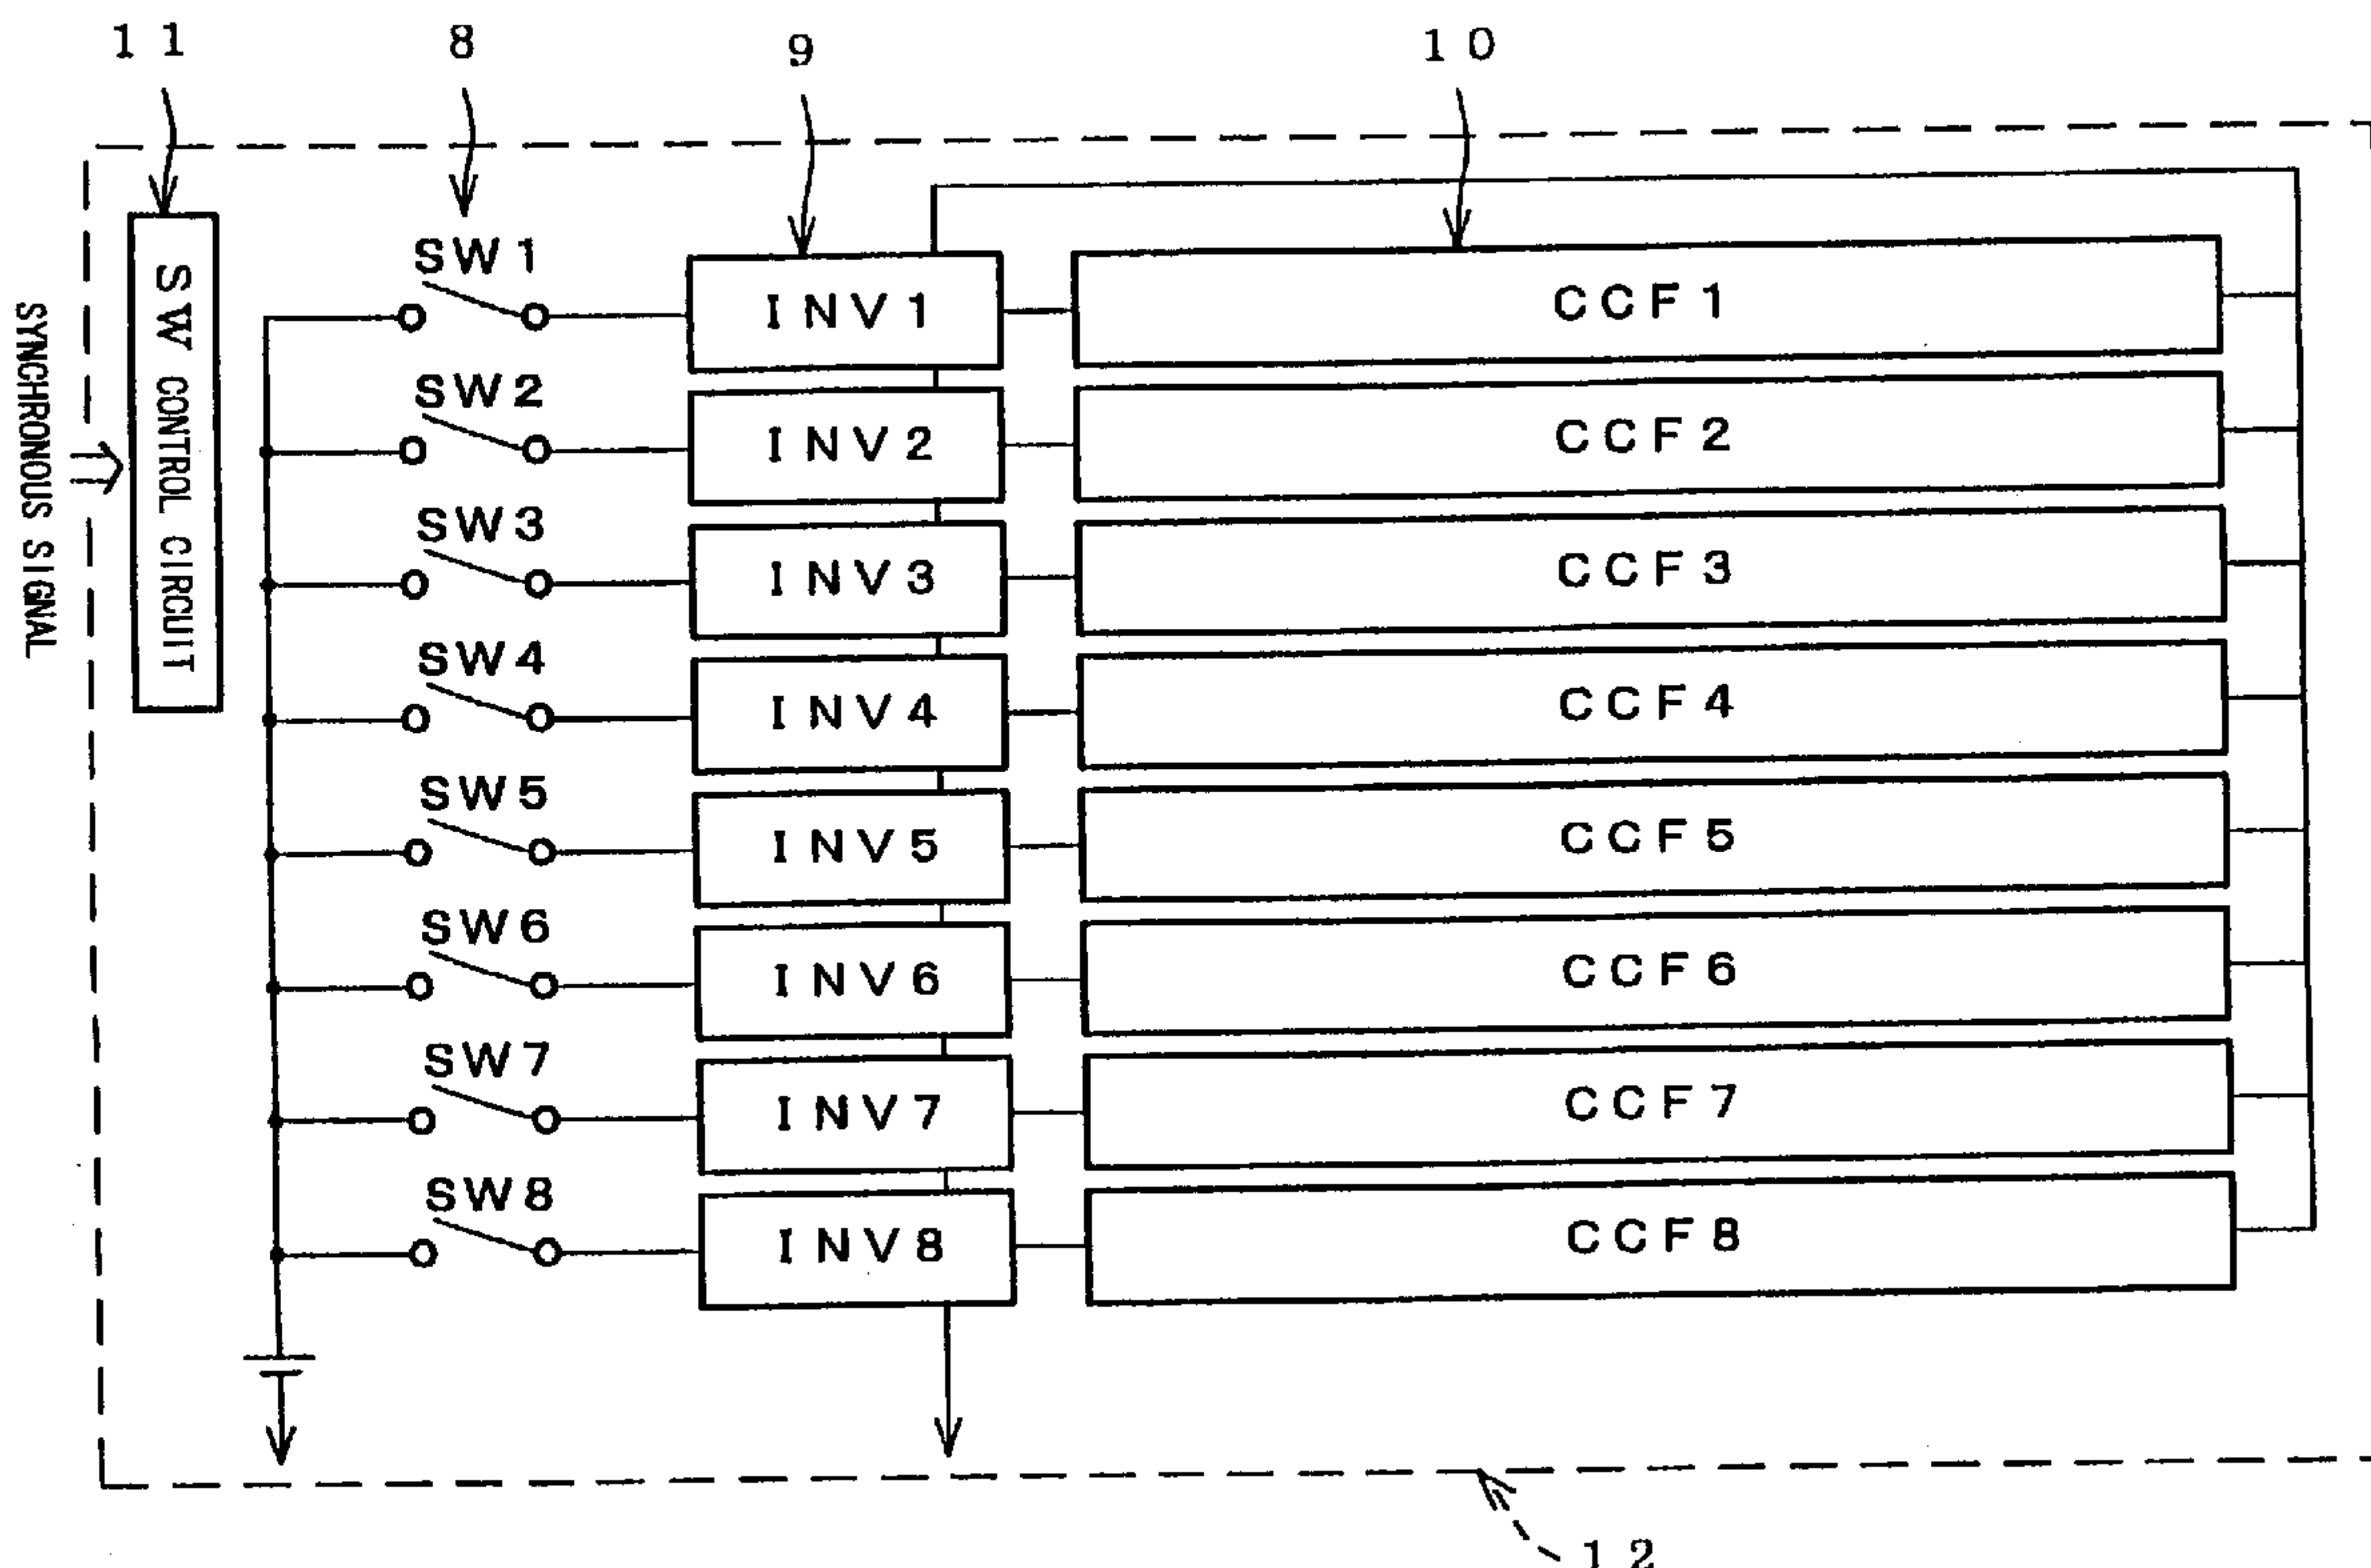 11
8
9
10
SYNCHRONOUS SIGNAL
SW CONTROL CIRCUIT
SW1
INV1
CCF1
SW2
INV2
CCF2
SW3
INV3
CCF3
SW4
INV4
CCF4
SW5
INV5
CCF5
SW6
INV6
CCF6
SW7
INV7
CCF7
SW8
INV8
CCF8
12